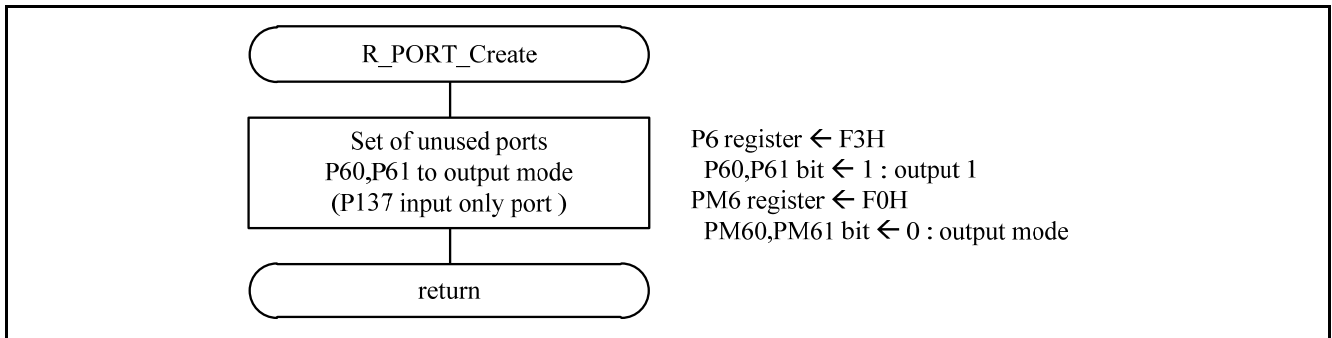 R_PORT_Create
Set of unused ports
P60,P61 to output mode
(P137 input only port )
P6 register ← F3H
P60,P61 bit ← 1 : output 1
PM6 register ← F0H
PM60,PM61 bit ← 0 : output mode
return